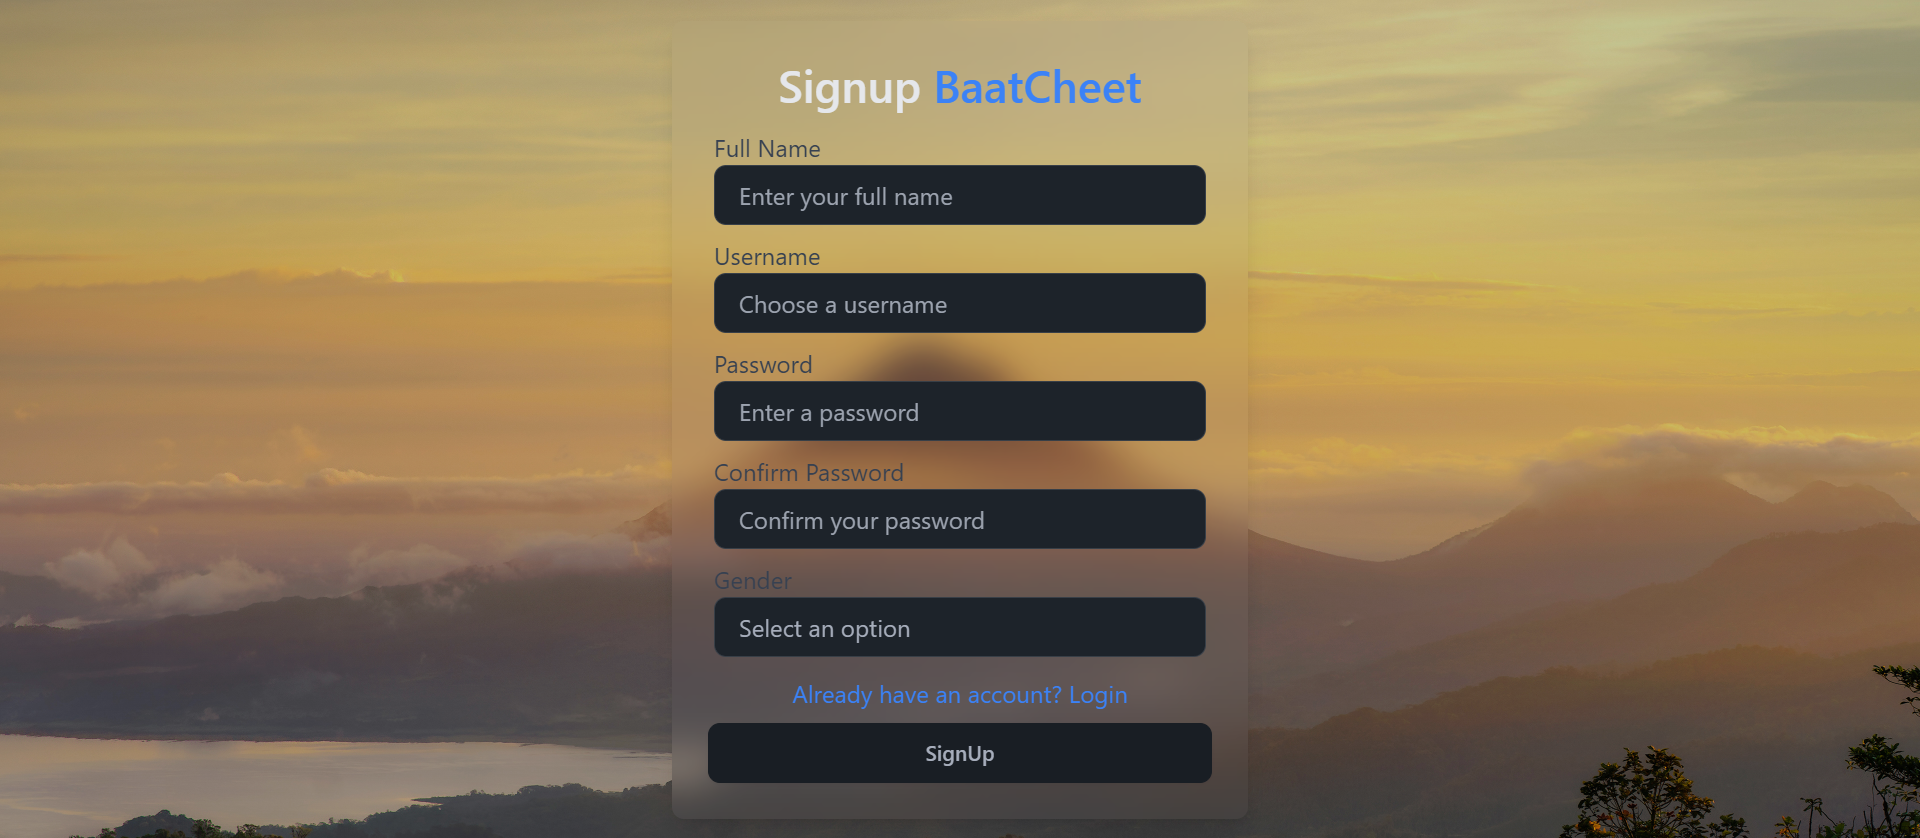 Signup BaatCheet
Full Name
Enter your full name
Username
Choose a username
Password
Enter a password
Confirm Password
Confirm your password
Gender
Select an option
Already have an account? Login
SignUp